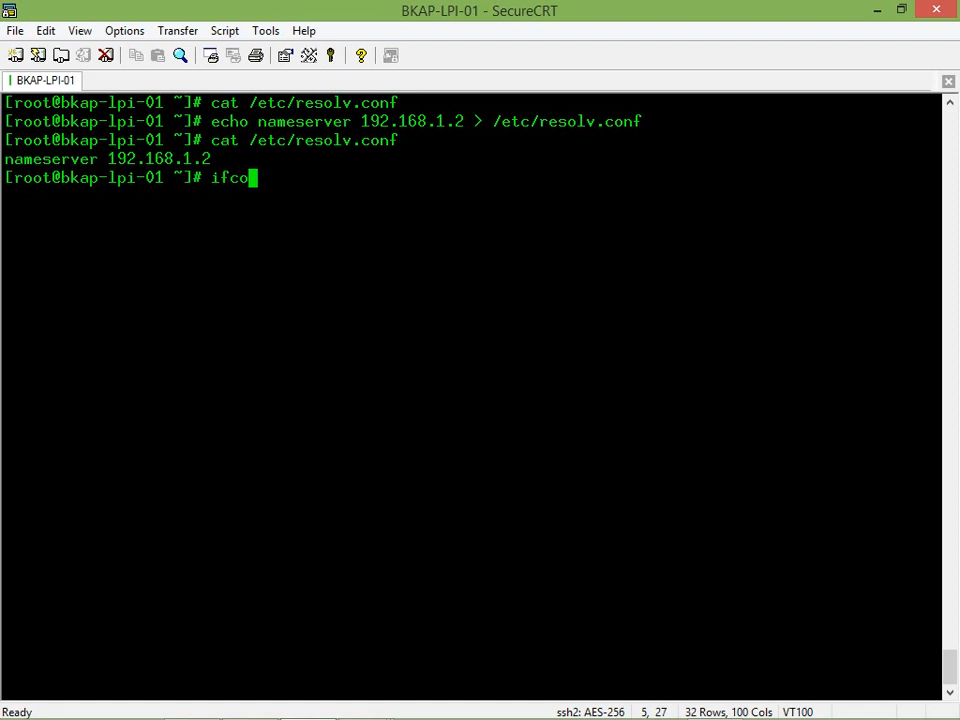 BKAP-LPI-01 - SecureCRT
File Edit View Options Transfer Script Tools Help
BKAP-LPI-01
[root@bkap-lpi-01 ~]# cat /etc/resolv.conf
[root@bkap-lpi-01 ~]# echo nameserver 192.168.1.2 > /etc/resolv.conf
[root@bkap-lpi-01 ~]# cat /etc/resolv.conf
nameserver 192.168.1.2
[root@bkap-lpi-01 ~]# ifco
Ready ssh2: AES-256 5, 27 32 Rows, 100 Cols VT100